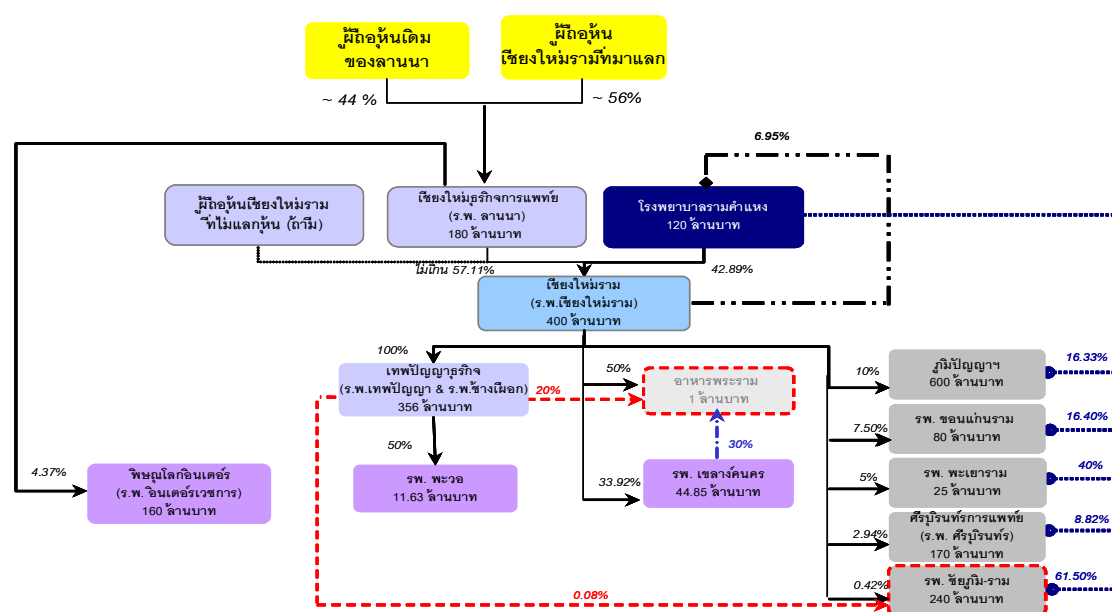 ผู้ถือหุ้นเดิม
ของลานนา
ผู้ถือหุ้น
เชียงใหม่รามที่มาแลก
~ 44 %
~ 56%
6.95%
ผู้ถือหุ้นเชียงใหม่ราม
ที่ไม่แลกหุ้น (ถ้ามี)
เชียงใหม่ธุรกิจการแพทย์
(ร.พ. ลานนา)
180 ล้านบาท
โรงพยาบาลรามคำแหง
120 ล้านบาท
ไม่เกิน 57.11%
42.89%
เชียงใหม่ราม
(ร.พ.เชียงใหม่ราม)
400 ล้านบาท
100%
เทพปัญญาธุรกิจ
(ร.พ.เทพปัญญา & ร.พ.ช้างเผือก)
356 ล้านบาท
20%
50%
อาหารพระราม
1 ล้านบาท
10%
ภูมิปัญญาฯ
600 ล้านบาท
16.33%
7.50%
รพ. ขอนแก่นราม
80 ล้านบาท
16.40%
50%
30%
4.37%
พิษณุโลกอินเตอร์
(ร.พ. อินเตอร์เวชการ)
160 ล้านบาท
รพ. พะวอ
11.63 ล้านบาท
33.92%
รพ. เขลางค์นคร
44.85 ล้านบาท
5%
รพ. พะเยาราม
25 ล้านบาท
40%
2.94%
ศรีบุรินทร์การแพทย์
(ร.พ. ศรีบุรินทร์)
170 ล้านบาท
8.82%
0.08%
0.42%
รพ. ชัยภูมิ-ราม
240 ล้านบาท
61.50%